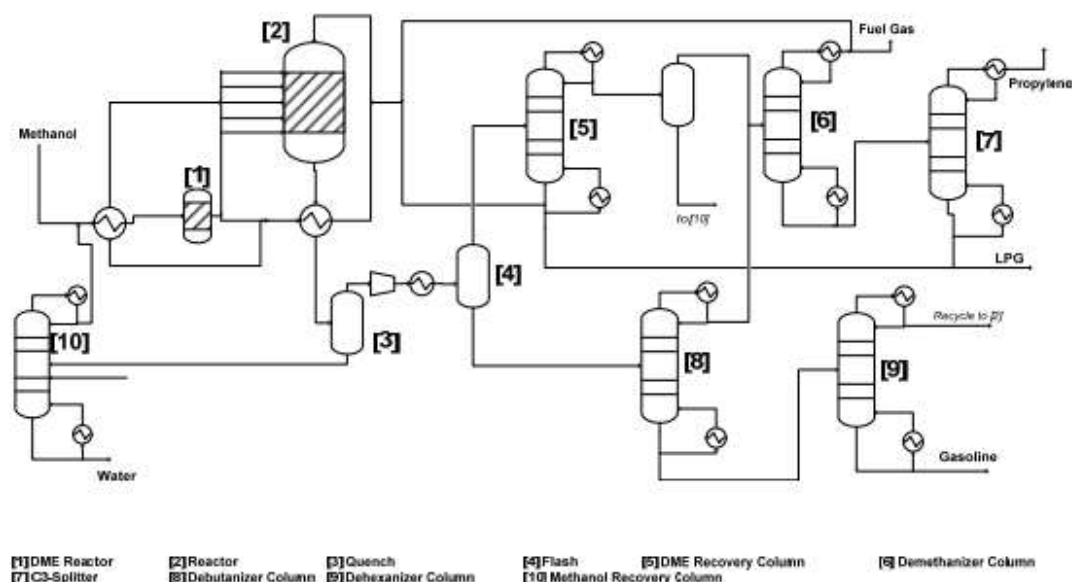 [2]
Fuel Gas
Propylene
[5]
[6]
[7]
Methanol
[1]
to[10]
[4]
LPG
[3]
[10]
Recycle to [2]
[8]
[9]
Gasoline
Water
[1]DME Reactor [2]Reactor [3]Quench [4]Flash [5]DME Recovery Column [6]Demethanizer Column
[7]C3-Splitter [8]Debutanizer Column [9]Dehexanizer Column [10]Methanol Recovery Column